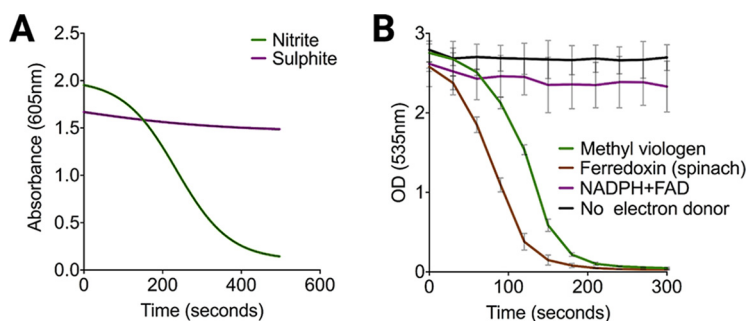 A
Absorbance (605nm)
2.5
2.0
1.5
1.0
0.5
0.0
0
200
400
600
Time (seconds)
Nitrite
Sulphite
B
OD (535nm)
3
2
1
0
0
100
200
300
Time (seconds)
Methyl viologen
Ferredoxin (spinach)
NADPH+FAD
No electron donor